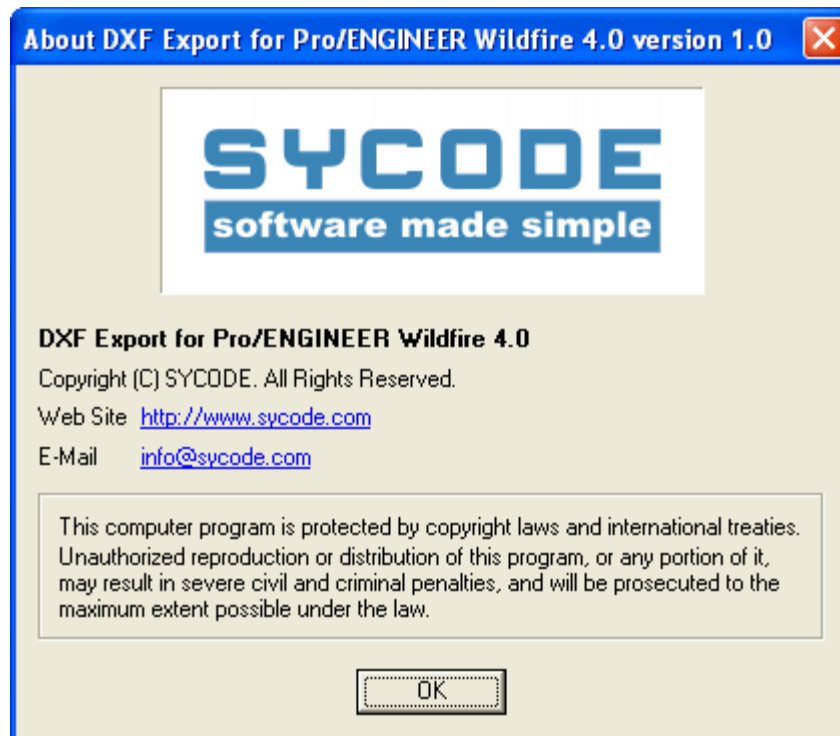 About DXF Export for Pro/ENGINEER Wildfire 4.0 version 1.0
SYCODE
software made simple
DXF Export for Pro/ENGINEER Wildfire 4.0
Copyright (C) SYCODE. All Rights Reserved.
Web Site http://www.sycode.com
E-Mail info@sycode.com
This computer program is protected by copyright laws and international treaties.
Unauthorized reproduction or distribution of this program, or any portion of it,
may result in severe civil and criminal penalties, and will be prosecuted to the
maximum extent possible under the law.
OK